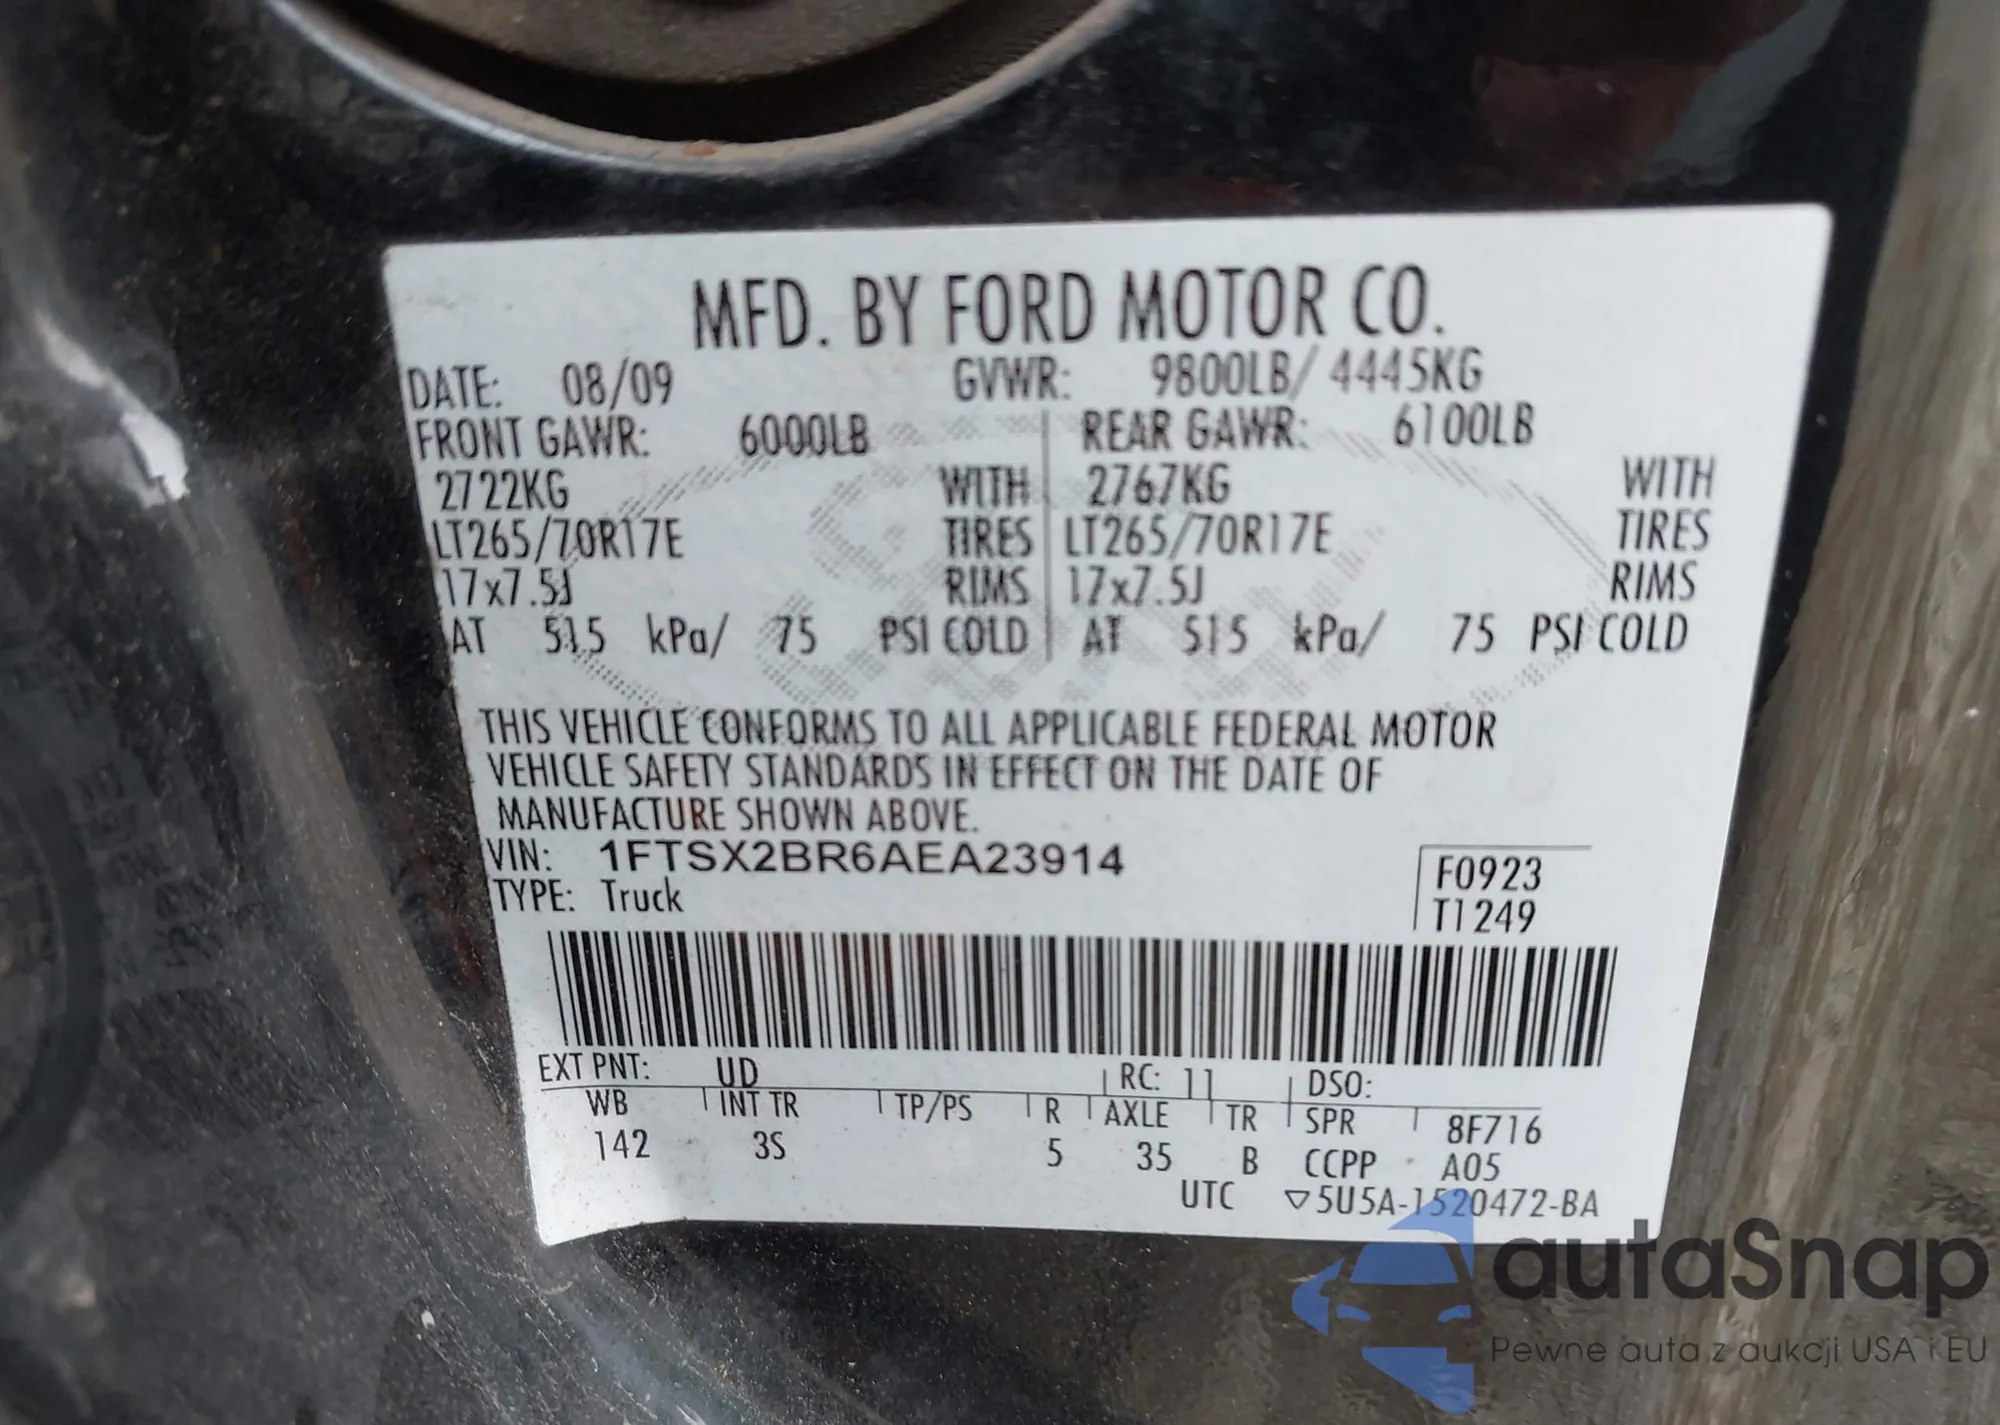 MFD. BY FORD MOTOR CO.
DATE: 08/09 GVWR: 9800LB/ 4445KG
FRONT GAWR: 6000LB REAR GAWR: 6100LB
2722KG WITH 2767KG WITH
LT265/70R17E TIRES LT265/70R17E TIRES
17x7.5J RIMS 17x7.5J RIMS
AT 515 kPa/ 75 PSI COLD AT 515 kPa/ 75 PSI COLD
THIS VEHICLE CONFORMS TO ALL APPLICABLE FEDERAL MOTOR
VEHICLE SAFETY STANDARDS IN EFFECT ON THE DATE OF
MANUFACTURE SHOWN ABOVE.
VIN: 1FTSX2BR6AEA23914 F0923
TYPE: Truck T1249
EXT PNT: UD RC: 11 DSO:
WB INT TR TP/PS R AXLE TR SPR 8F716
142 3S 5 35 B CCPP A05
UTC ▽5U5A-1520472-BA
autaSnap
Pewne auta z aukcji USA i EU